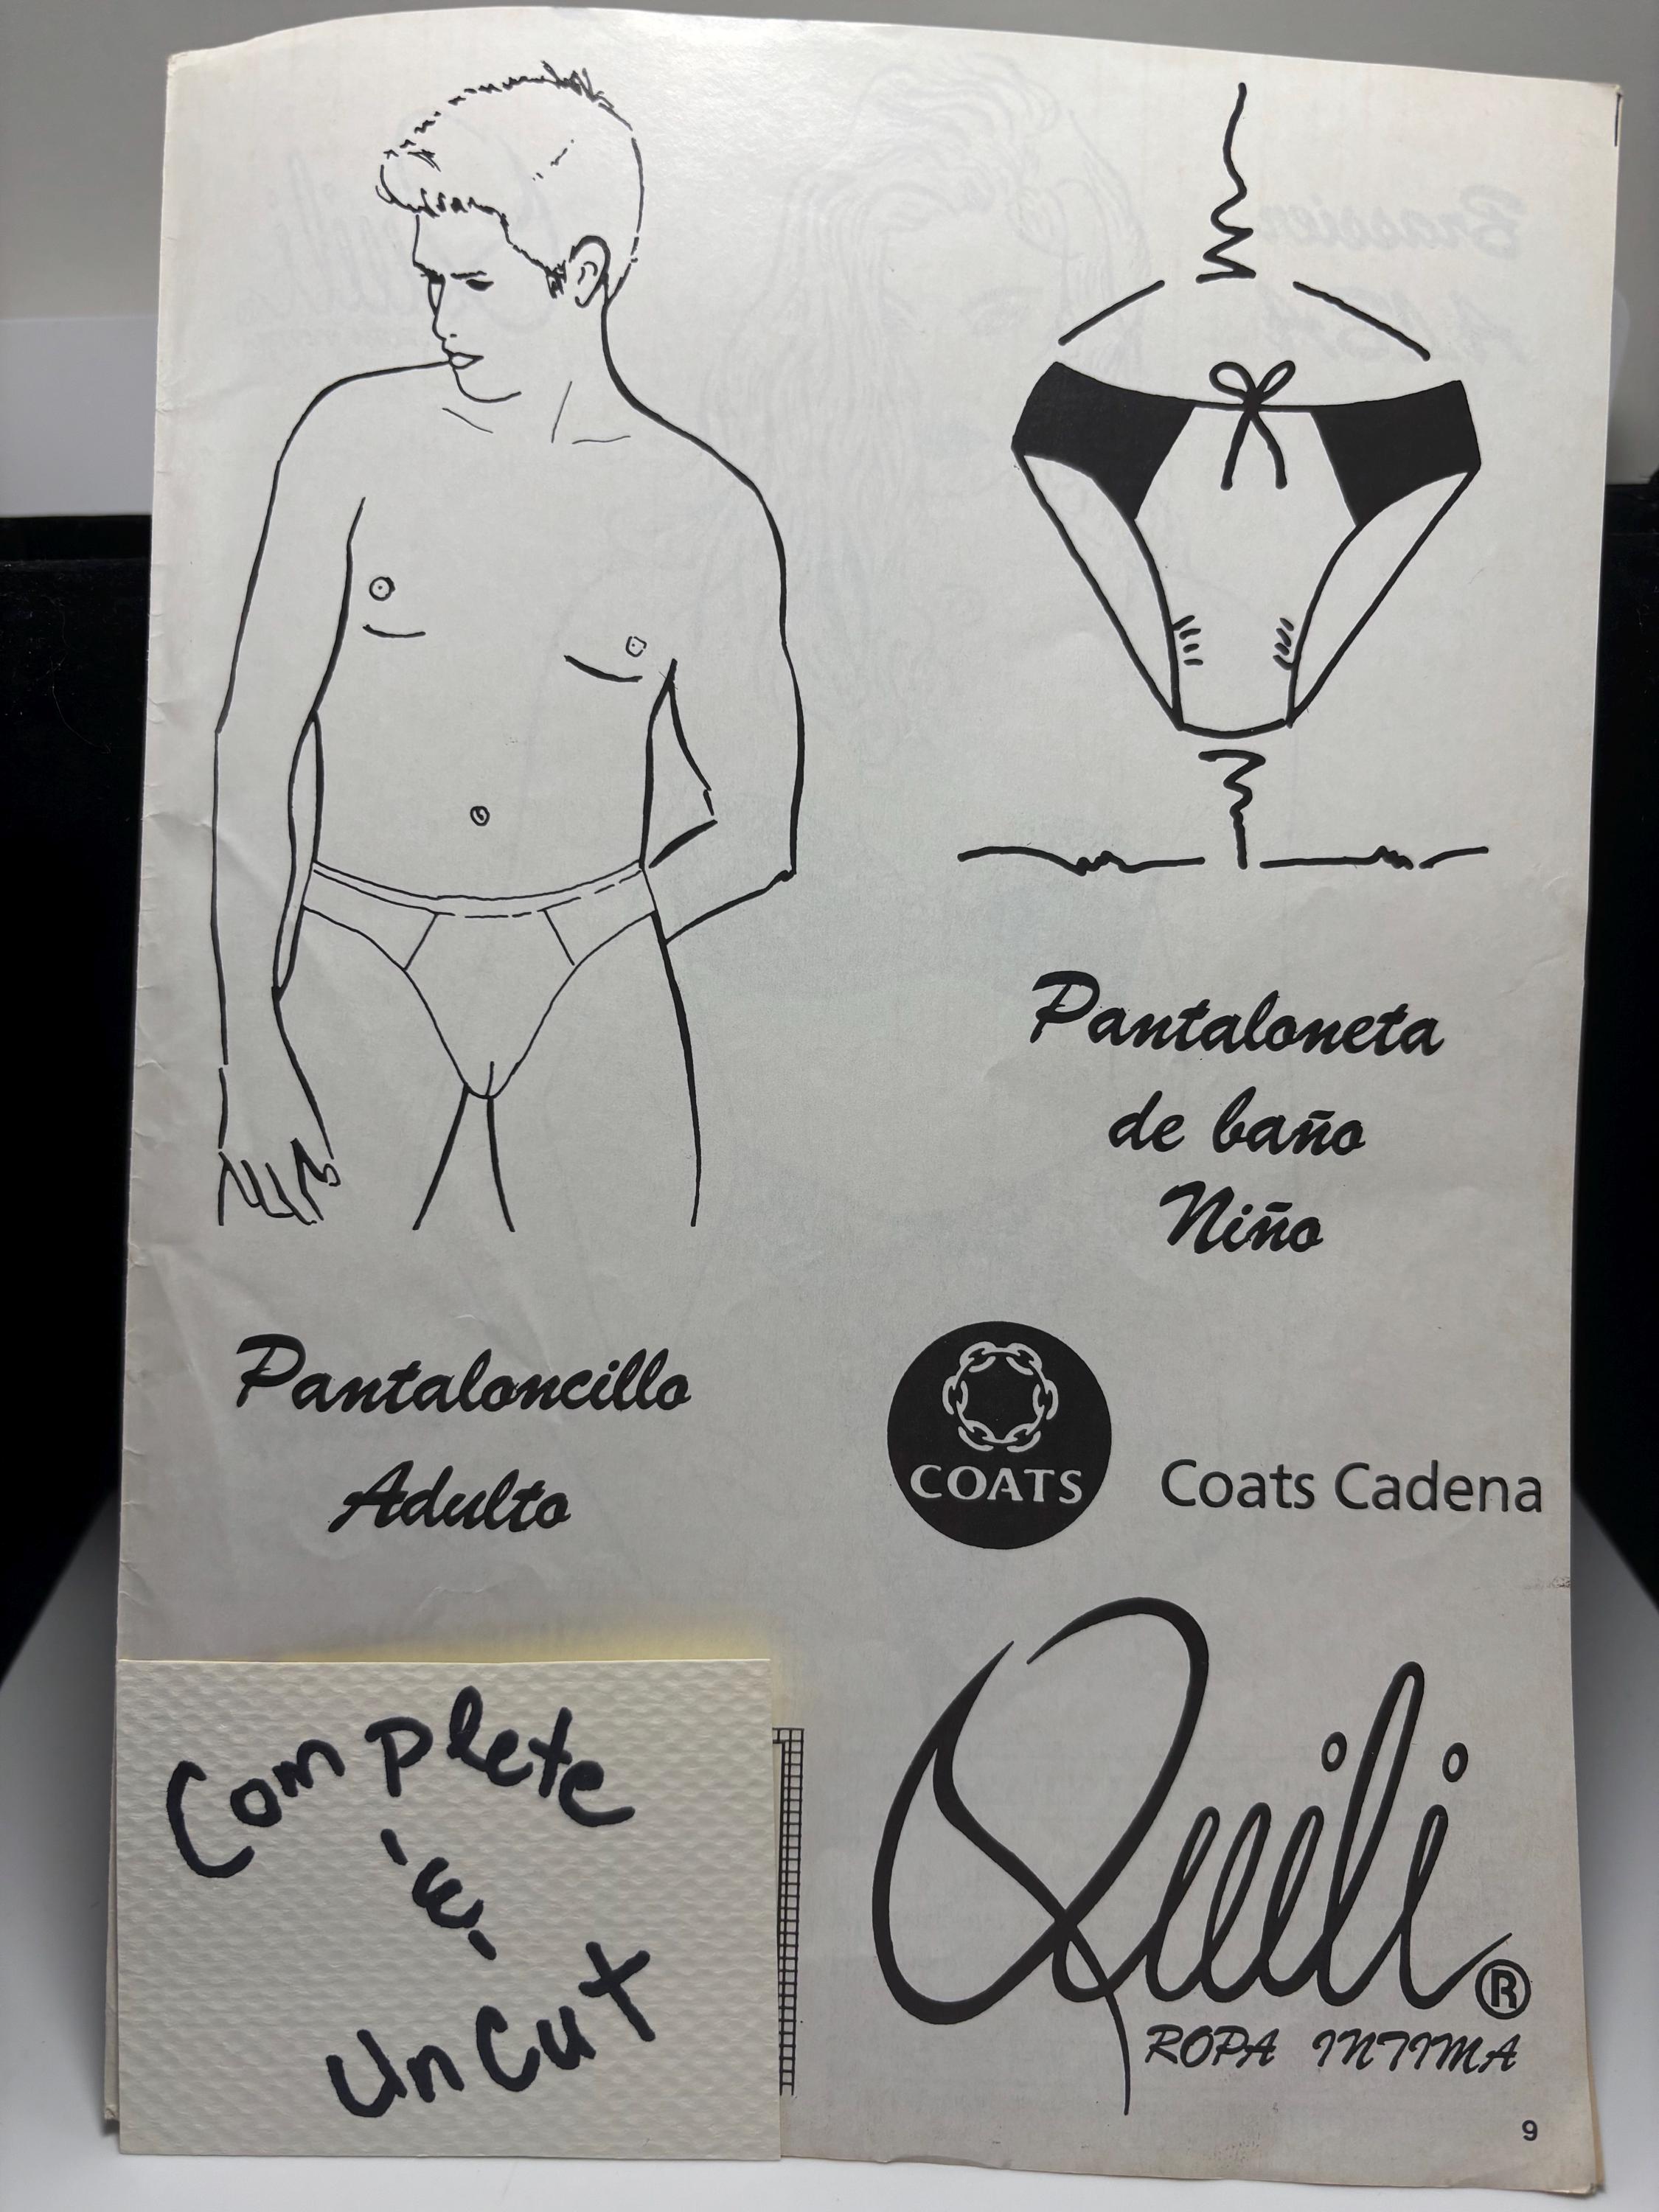 Pantaloneta
de baño
Niño
Pantaloncillo
Adulto
COATS
Coats Cadena
Complete
-&-
Uncut
Quili ®
ROPA INTIMA
9